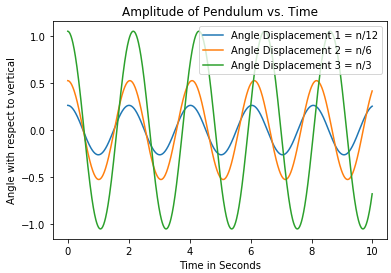 Amplitude of Pendulum vs. Time
Angle Displacement 1 = n/12
Angle Displacement 2 = n/6
Angle Displacement 3 = n/3
Angle with respect to vertical
1.0
0.5
0.0
−0.5
−1.0
0 2 4 6 8 10
Time in Seconds